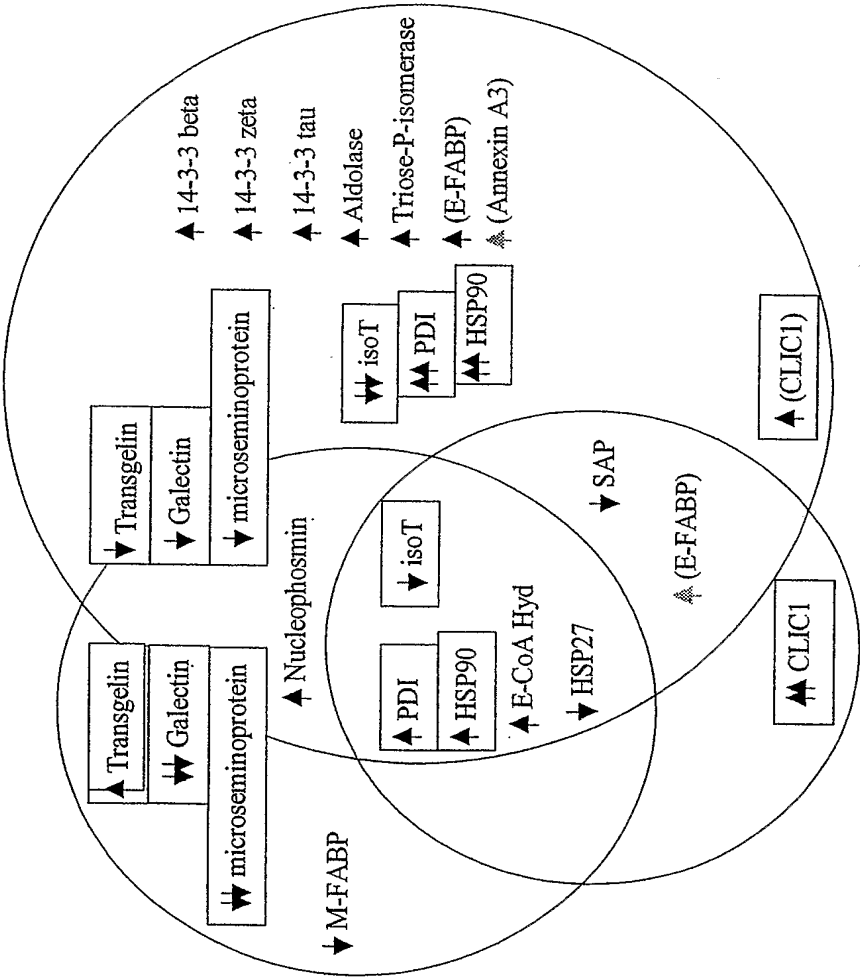 Transgelin
Galectin
microseminoprotein
Transgelin
Galectin
microseminoprotein
14-3-3 beta
14-3-3 zeta
14-3-3 tau
Aldolase
Triose-P-isomerase
(E-FABP)
(Annexin A3)
Nucleophosmin
M-FABP
isoT
PDI
HSP90
isoT
PDI
HSP90
E-CoA Hyd
HSP27
SAP
(E-FABP)
CLIC1
(CLIC1)